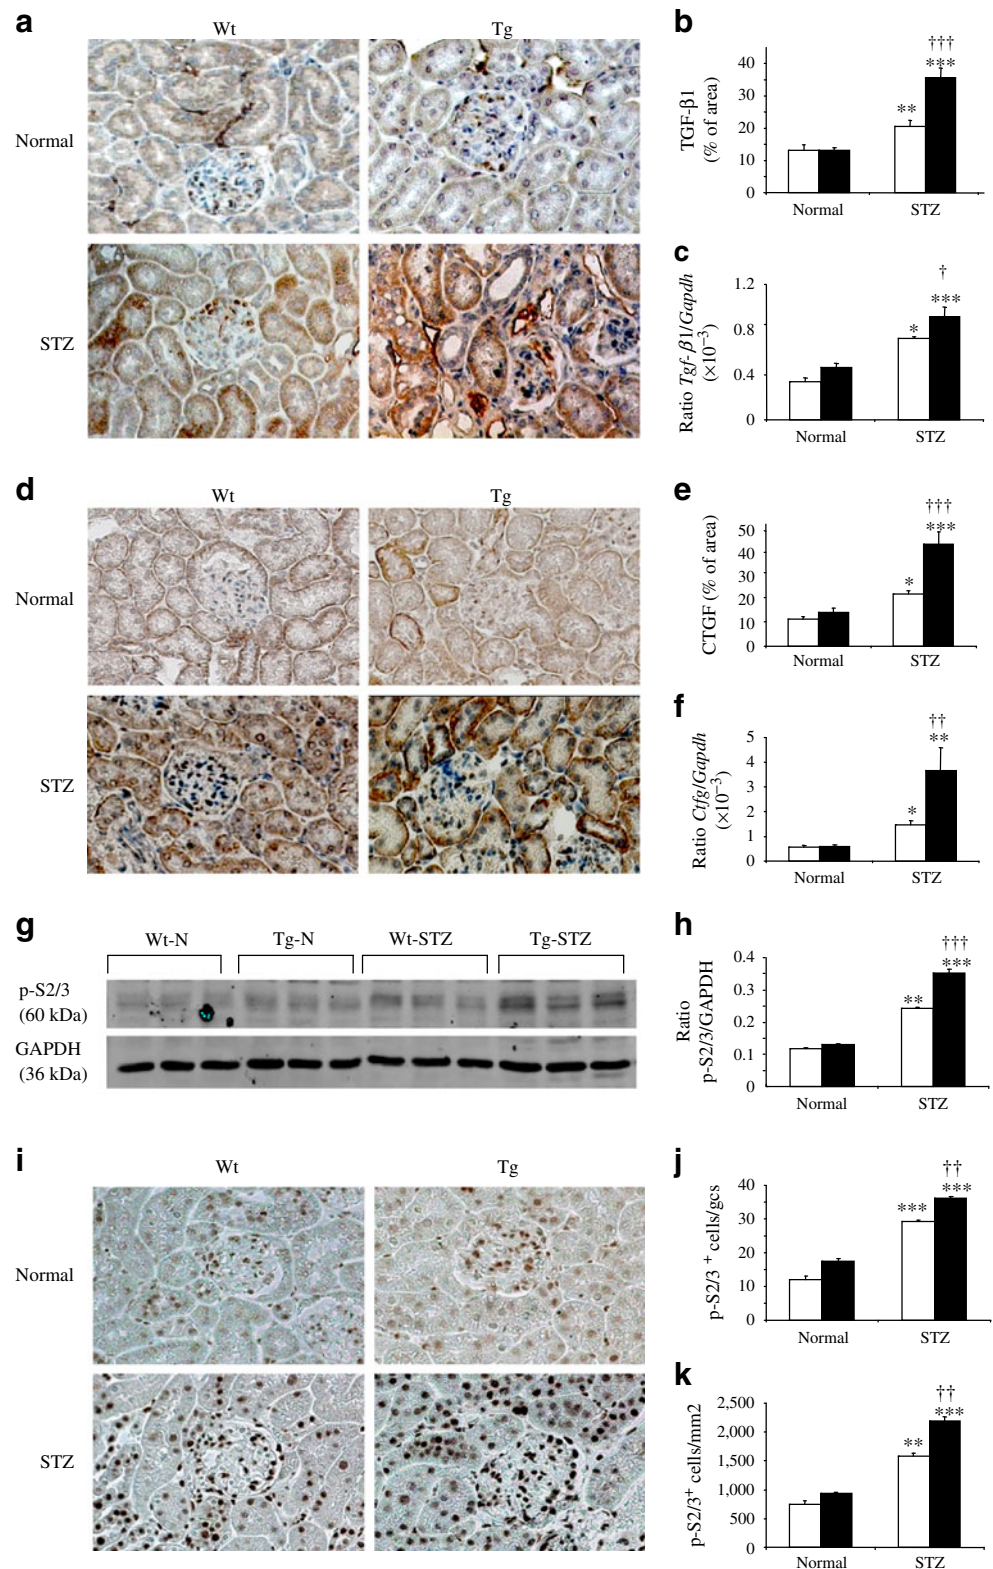 a
Wt
Tg
Normal
STZ
b
†††
***
**
TGF-β1
(% of area)
40
30
20
10
0
Normal
STZ
c
†
***
*
Ratio Tgf-β1/Gapdh
(×10−3)
1.2
0.8
0.4
0
Normal
STZ
d
Wt
Tg
Normal
STZ
e
†††
***
*
CTGF (% of area)
50
40
30
20
10
0
Normal
STZ
f
††
**
*
Ratio Ctfg/Gapdh
(×10−3)
5
4
3
2
1
0
Normal
STZ
g
Wt-N
Tg-N
Wt-STZ
Tg-STZ
p-S2/3
(60 kDa)
GAPDH
(36 kDa)
h
†††
***
**
Ratio
p-S2/3/GAPDH
0.4
0.3
0.2
0.1
0
Normal
STZ
i
Wt
Tg
Normal
STZ
j
††
***
***
p-S2/3 + cells/gcs
40
30
20
10
0
Normal
STZ
k
††
***
**
p-S2/3+ cells/mm2
2,500
2,000
1,500
1,000
500
0
Normal
STZ